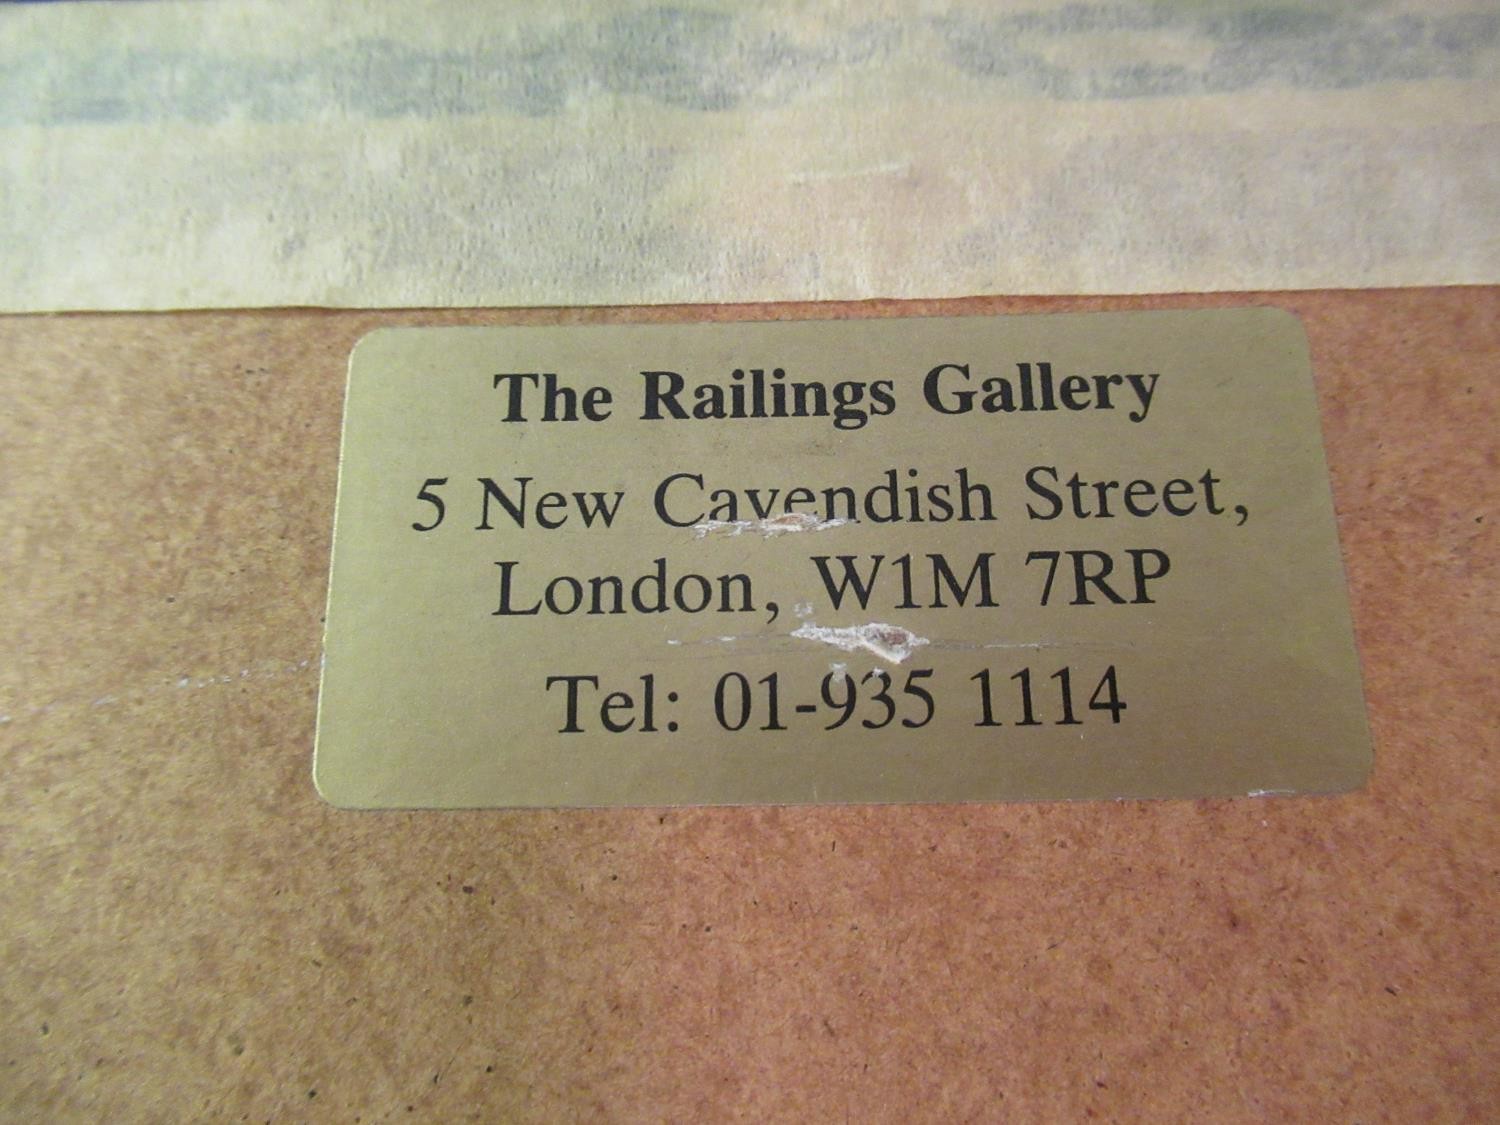 The Railings Gallery
5 New Cavendish Street,
London, W1M 7RP
Tel: 01-935 1114